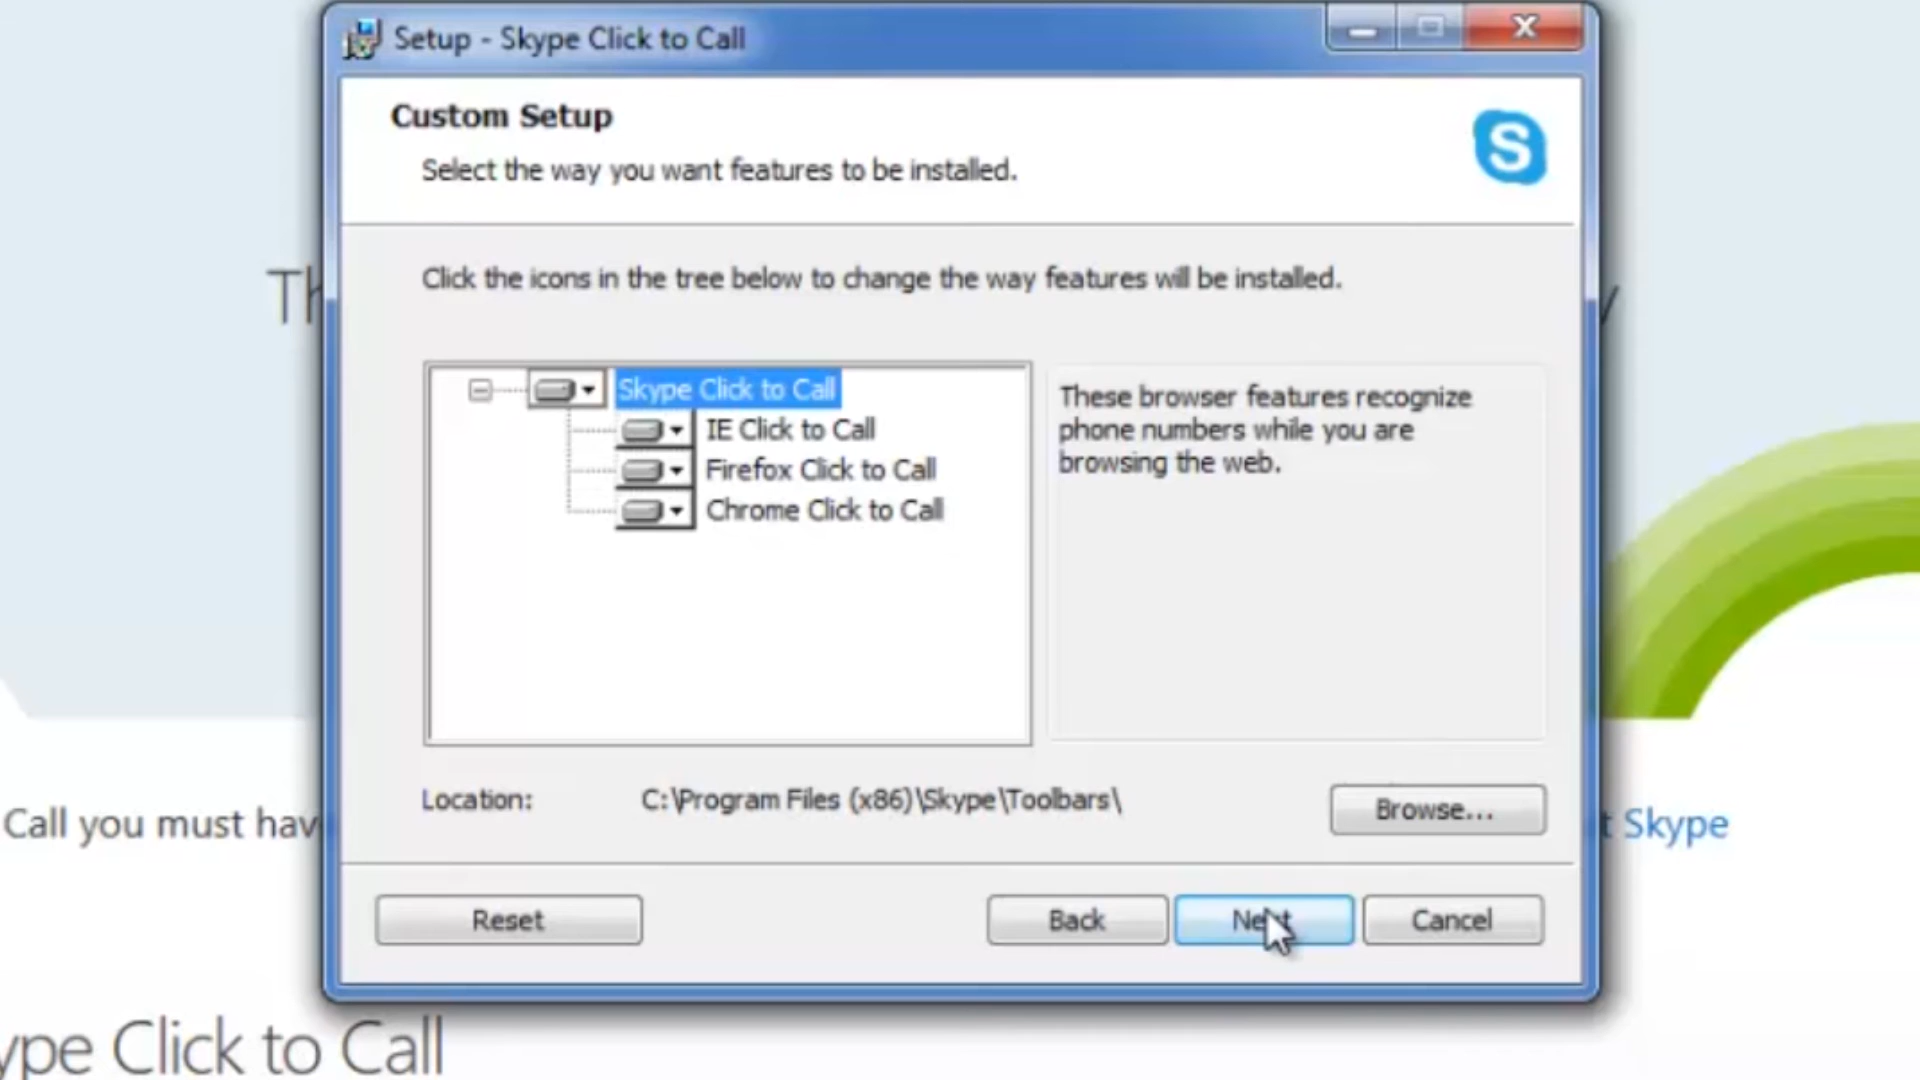 Setup - Skype Click to Call
Custom Setup
Select the way you want features to be installed.
S
Click the icons in the tree below to change the way features will be installed.
Th
y
Skype Click to Call
IE Click to Call
Firefox Click to Call
Chrome Click to Call
These browser features recognize
phone numbers while you are
browsing the web.
Location:
C:\Program Files (x86)\Skype\Toolbars\
Browse...
Call you must hav
t Skype
Reset
Back
Next
Cancel
ype Click to Call